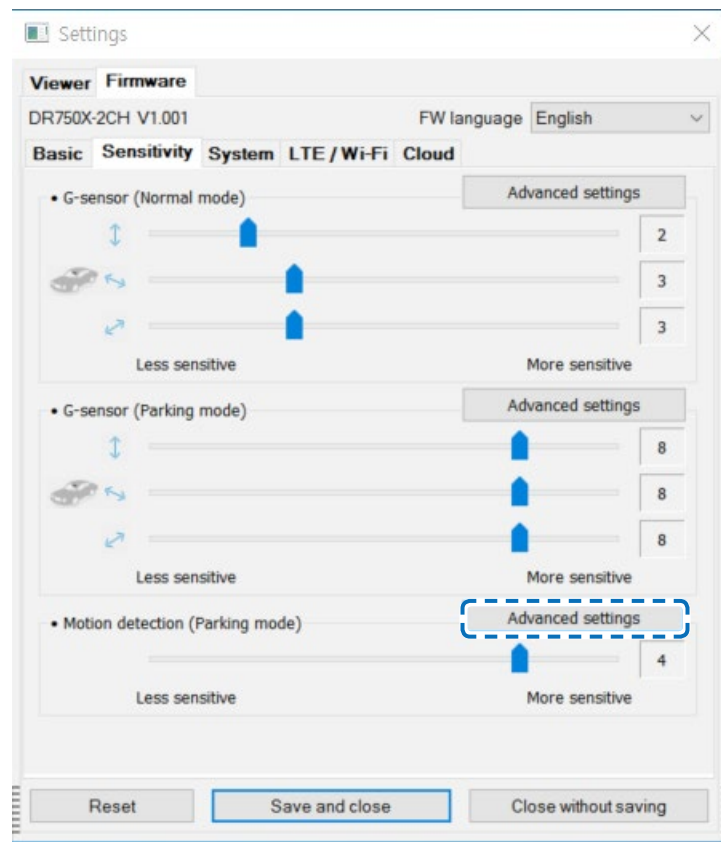 Settings
Viewer Firmware
DR750X-2CH V1.001 FW language English
Basic Sensitivity System LTE / Wi-Fi Cloud
• G-sensor (Normal mode) Advanced settings
2
3
3
Less sensitive More sensitive
• G-sensor (Parking mode) Advanced settings
8
8
8
Less sensitive More sensitive
• Motion detection (Parking mode) Advanced settings
4
Less sensitive More sensitive
Reset Save and close Close without saving